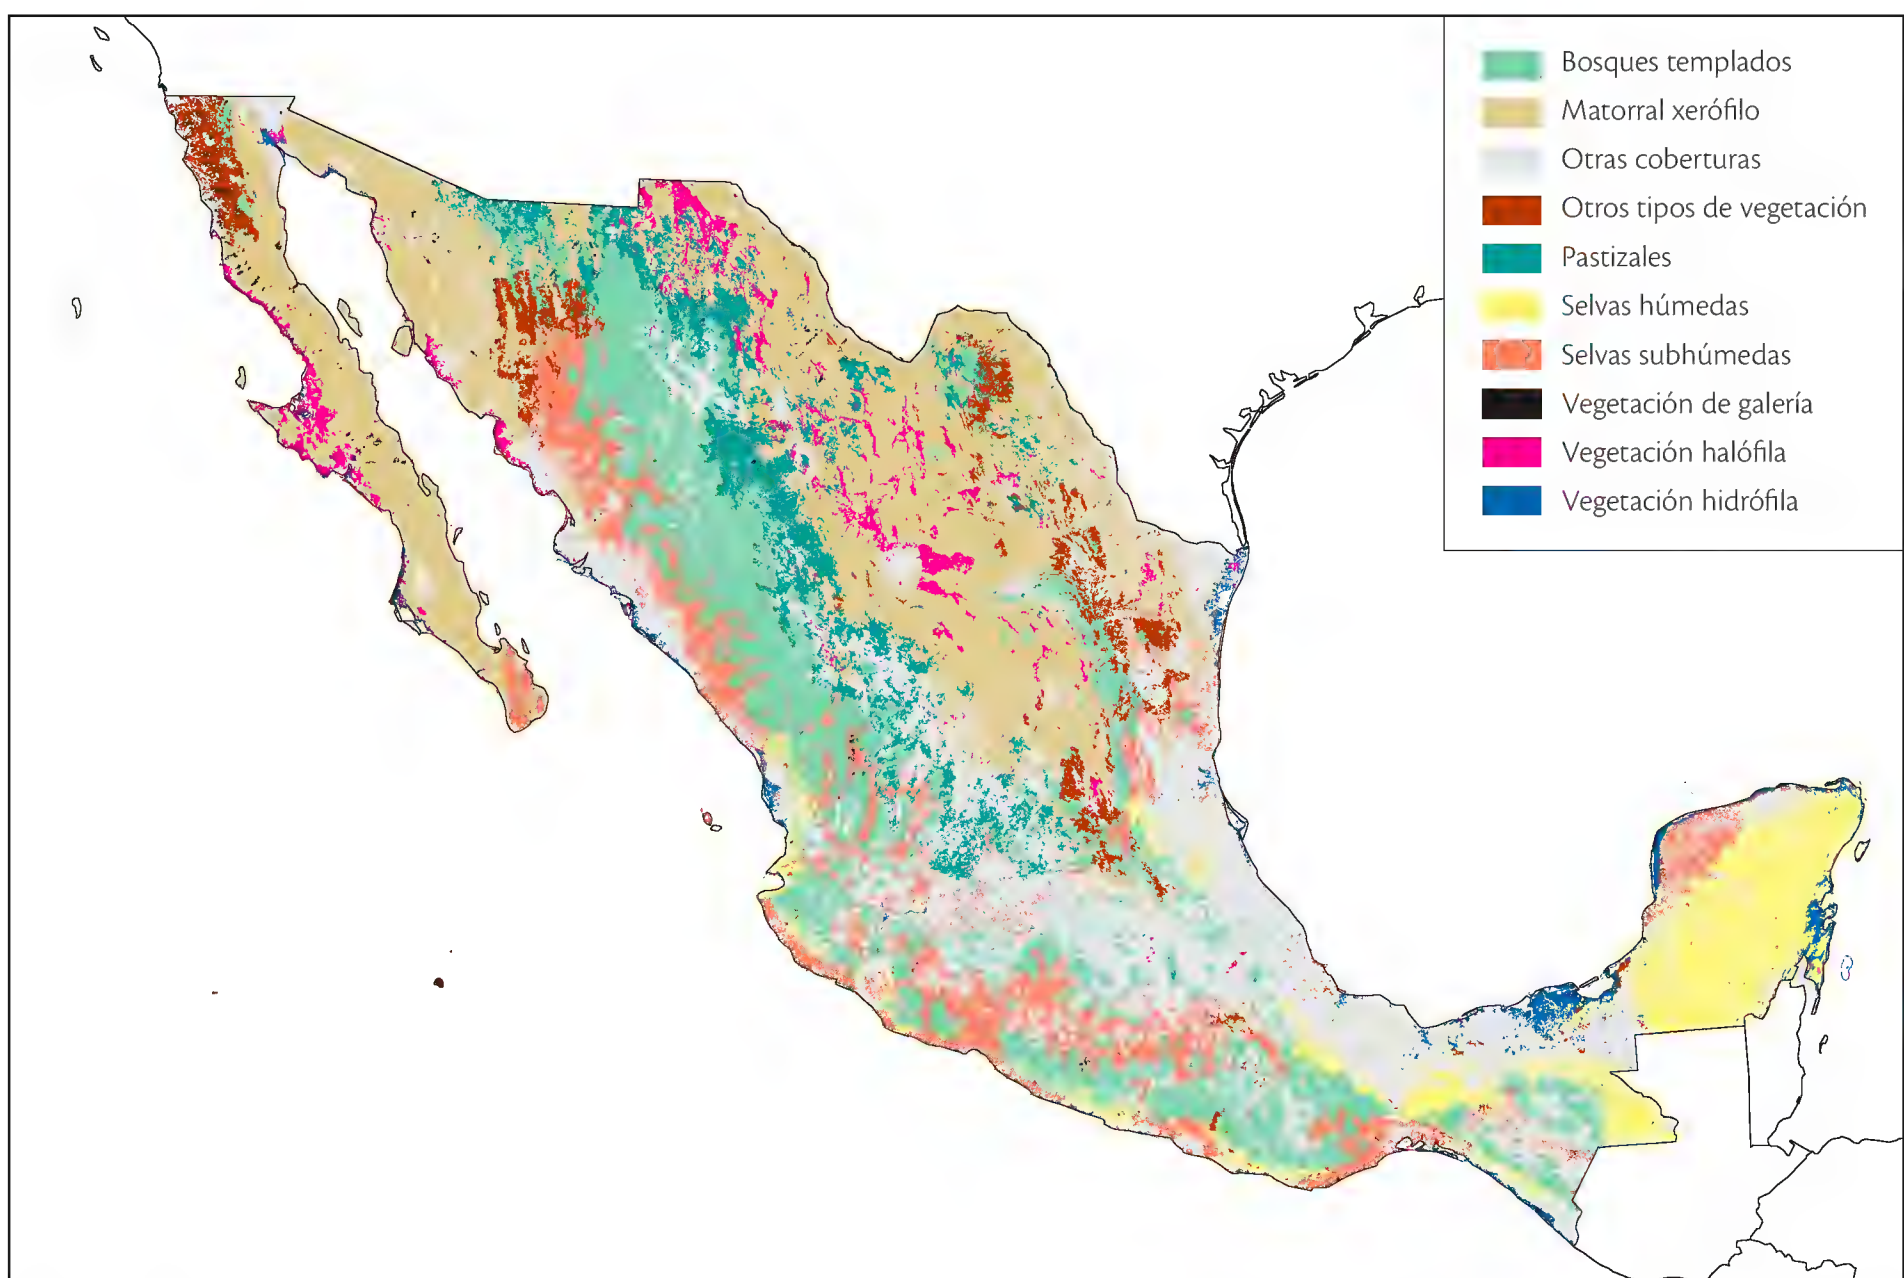 Bosques templados
Matorral xerófilo
Otras coberturas
Otros tipos de vegetación
Pastizales
Selvas húmedas
Selvas subhúmedas
Vegetación de galería
Vegetación halófila
Vegetación hidrófila